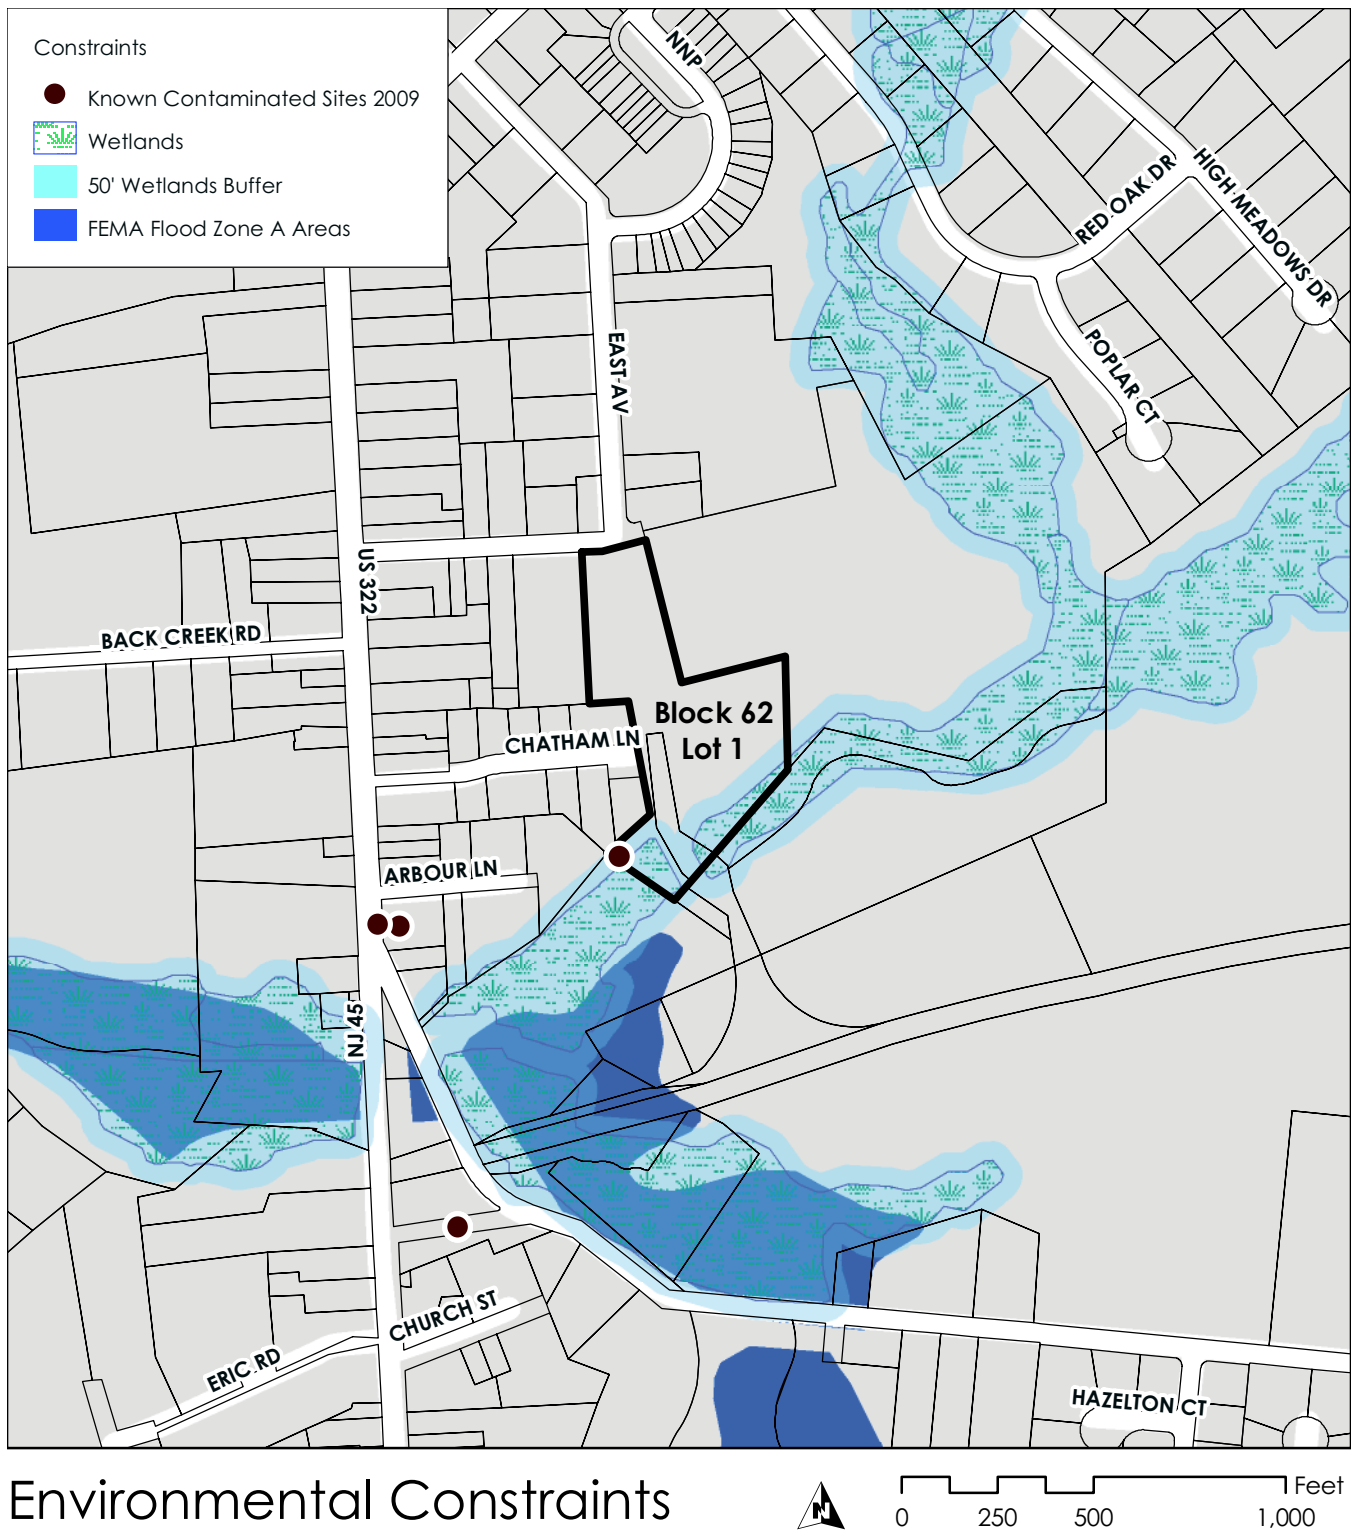 Constraints
Known Contaminated Sites 2009
Wetlands
50' Wetlands Buffer
FEMA Flood Zone A Areas
NNP
RED OAK DR
HIGH MEADOWS DR
POPLAR CT
EAST AV
US 322
BACK CREEK RD
Block 62
Lot 1
CHATHAM LN
ARBOUR LN
NJ 45
CHURCH ST
ERIC RD
HAZELTON CT
Environmental Constraints
N
Feet
0 250 500 1,000